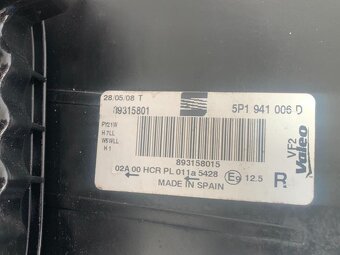 28/05/08 T
89315801
5P1 941 006 D
PY21W
H7LL
W5WLL
H1
VF2
Valeo
893158015
02A 00 HCR PL 011a 5428
E9 12.5
R
MADE IN SPAIN